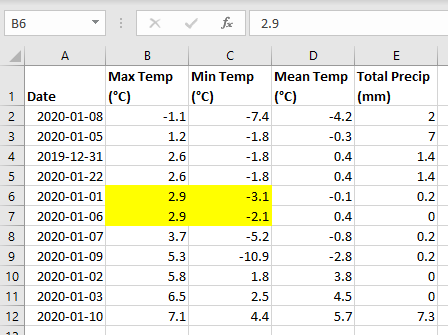 B6 fx 2.9
A B C D E
1 Date Max Temp (°C) Min Temp (°C) Mean Temp (°C) Total Precip (mm)
2 2020-01-08 -1.1 -7.4 -4.2 2
3 2020-01-05 1.2 -1.8 -0.3 7
4 2019-12-31 2.6 -1.8 0.4 1.4
5 2020-01-22 2.6 -1.8 0.4 1.4
6 2020-01-01 2.9 -3.1 -0.1 0.2
7 2020-01-06 2.9 -2.1 0.4 0
8 2020-01-07 3.7 -5.2 -0.8 0.2
9 2020-01-09 5.3 -10.9 -2.8 0.2
10 2020-01-02 5.8 1.8 3.8 0
11 2020-01-03 6.5 2.5 4.5 0
12 2020-01-10 7.1 4.4 5.7 7.3